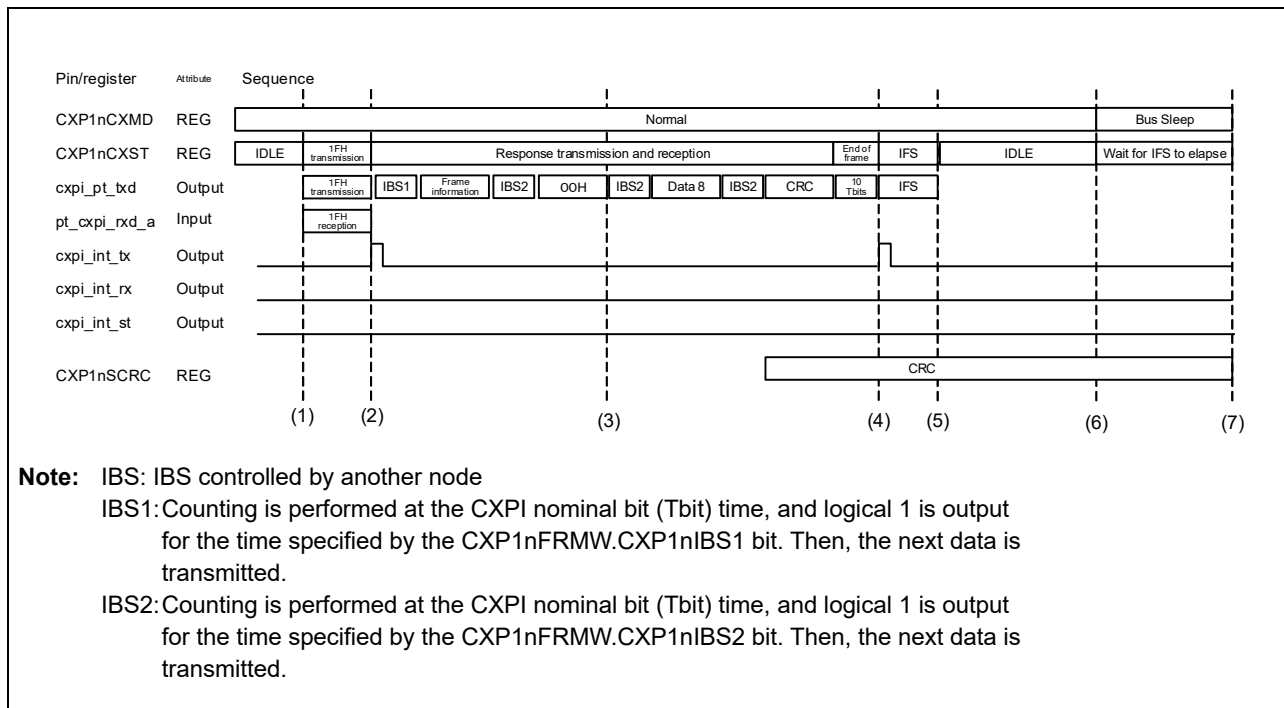 Pin/register Attribute Sequence
CXP1nCXMD REG Normal Bus Sleep
CXP1nCXST REG IDLE 1FH transmission Response transmission and reception End of frame IFS IDLE Wait for IFS to elapse
cxpi_pt_txd Output 1FH transmission IBS1 Frame information IBS2 00H IBS2 Data 8 IBS2 CRC 10 Tbits IFS
pt_cxpi_rxd_a Input 1FH reception
cxpi_int_tx Output
cxpi_int_rx Output
cxpi_int_st Output
CXP1nSCRC REG CRC
(1) (2) (3) (4) (5) (6) (7)
Note: IBS: IBS controlled by another node
IBS1: Counting is performed at the CXPI nominal bit (Tbit) time, and logical 1 is output
for the time specified by the CXP1nFRMW.CXP1nIBS1 bit. Then, the next data is
transmitted.
IBS2: Counting is performed at the CXPI nominal bit (Tbit) time, and logical 1 is output
for the time specified by the CXP1nFRMW.CXP1nIBS2 bit. Then, the next data is
transmitted.